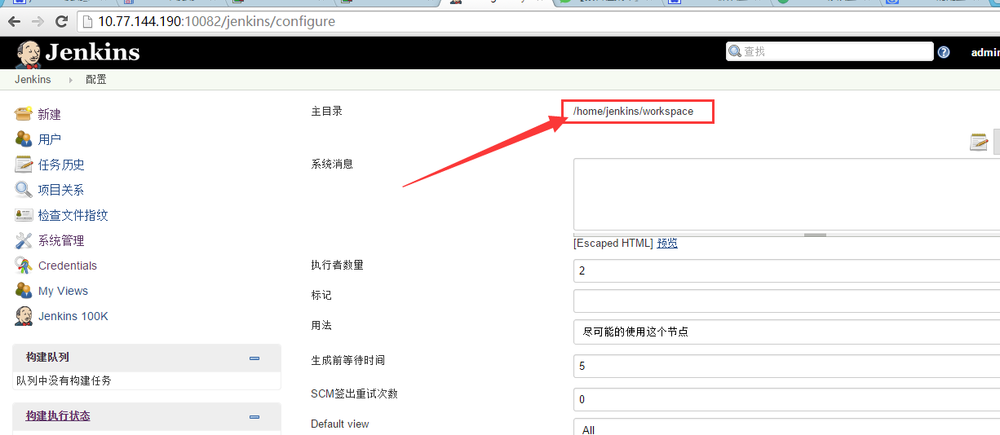 10.77.144.190:10082/jenkins/configure
Jenkins
查找
admin
Jenkins
配置
新建
用户
任务历史
项目关系
检查文件指纹
系统管理
Credentials
My Views
Jenkins 100K
构建队列
队列中没有构建任务
构建执行状态
主目录
/home/jenkins/workspace
系统消息
[Escaped HTML] 预览
执行者数量
2
标记
用法
尽可能的使用这个节点
生成前等待时间
5
SCM签出重试次数
0
Default view
All